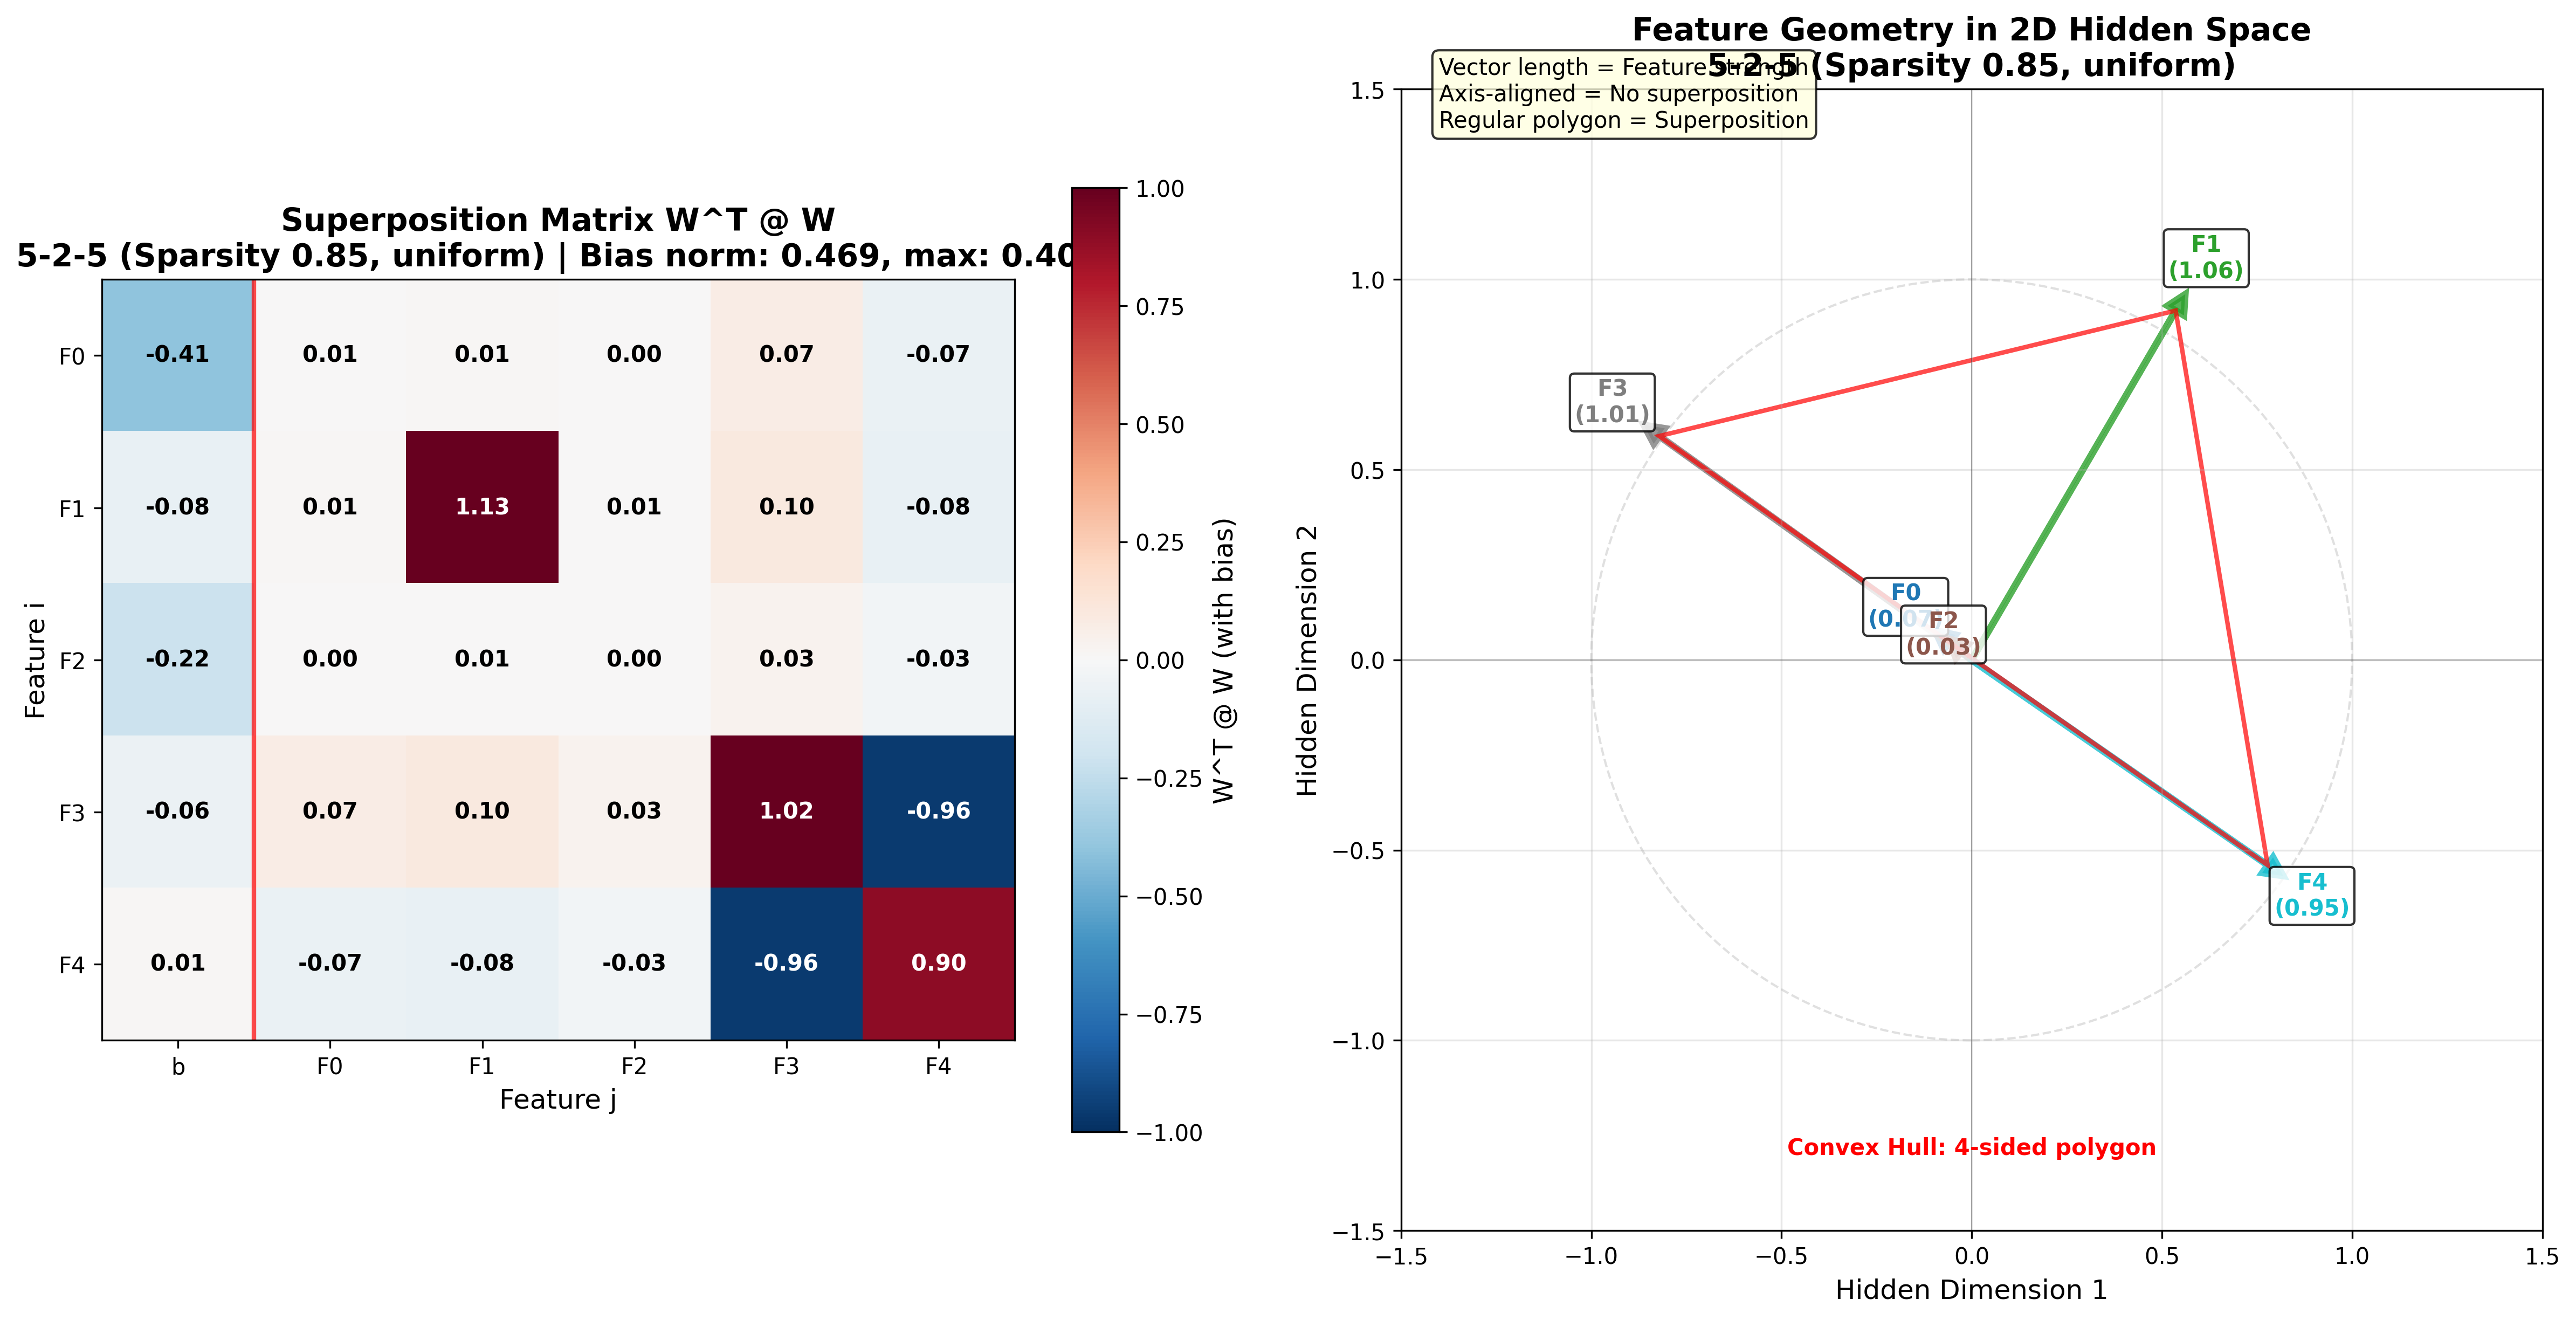 Superposition Matrix W^T @ W
5-2-5 (Sparsity 0.85, uniform) | Bias norm: 0.469, max: 0.40
Feature i
F0
F1
F2
F3
F4
-0.41 0.01 0.01 0.00 0.07 -0.07
-0.08 0.01 1.13 0.01 0.10 -0.08
-0.22 0.00 0.01 0.00 0.03 -0.03
-0.06 0.07 0.10 0.03 1.02 -0.96
0.01 -0.07 -0.08 -0.03 -0.96 0.90
b F0 F1 F2 F3 F4
Feature j
1.00
0.75
0.50
0.25
0.00
−0.25
−0.50
−0.75
−1.00
W^T @ W (with bias)
Feature Geometry in 2D Hidden Space
5-2-5 (Sparsity 0.85, uniform)
Vector length = Feature strength
Axis-aligned = No superposition
Regular polygon = Superposition
Hidden Dimension 2
1.5
1.0
0.5
0.0
−0.5
−1.0
−1.5
F1
(1.06)
F3
(1.01)
F0
(0.07)
F2
(0.03)
F4
(0.95)
Convex Hull: 4-sided polygon
−1.5 −1.0 −0.5 0.0 0.5 1.0 1.5
Hidden Dimension 1